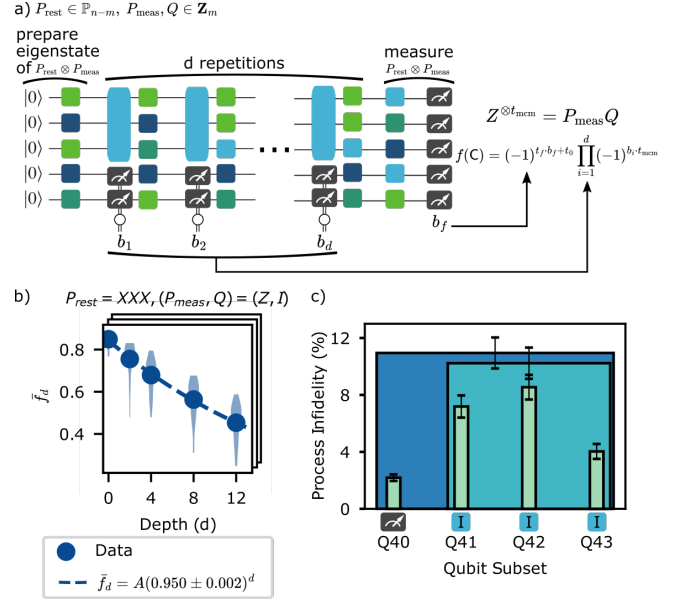 a) P_rest ∈ ℙ_{n−m}, P_meas, Q ∈ 𝐙_m
prepare
eigenstate
of P_rest ⊗ P_meas
d repetitions
measure
P_rest ⊗ P_meas
|0⟩
|0⟩
|0⟩
|0⟩
|0⟩
b_1 b_2 b_d b_f
Z^{⊗t_mcm} = P_meas Q
f(C) = (−1)^{t_f·b_f+t_0} ∏_{i=1}^{d} (−1)^{b_i·t_mcm}
b)
P_rest = XXX, (P_meas, Q) = (Z, I)
f̄_d
0.8
0.6
0.4
0 4 8 12
Depth (d)
Data
f̄_d = A(0.950 ± 0.002)^d
c)
Process Infidelity (%)
12
8
4
0
I I I
Q40 Q41 Q42 Q43
Qubit Subset